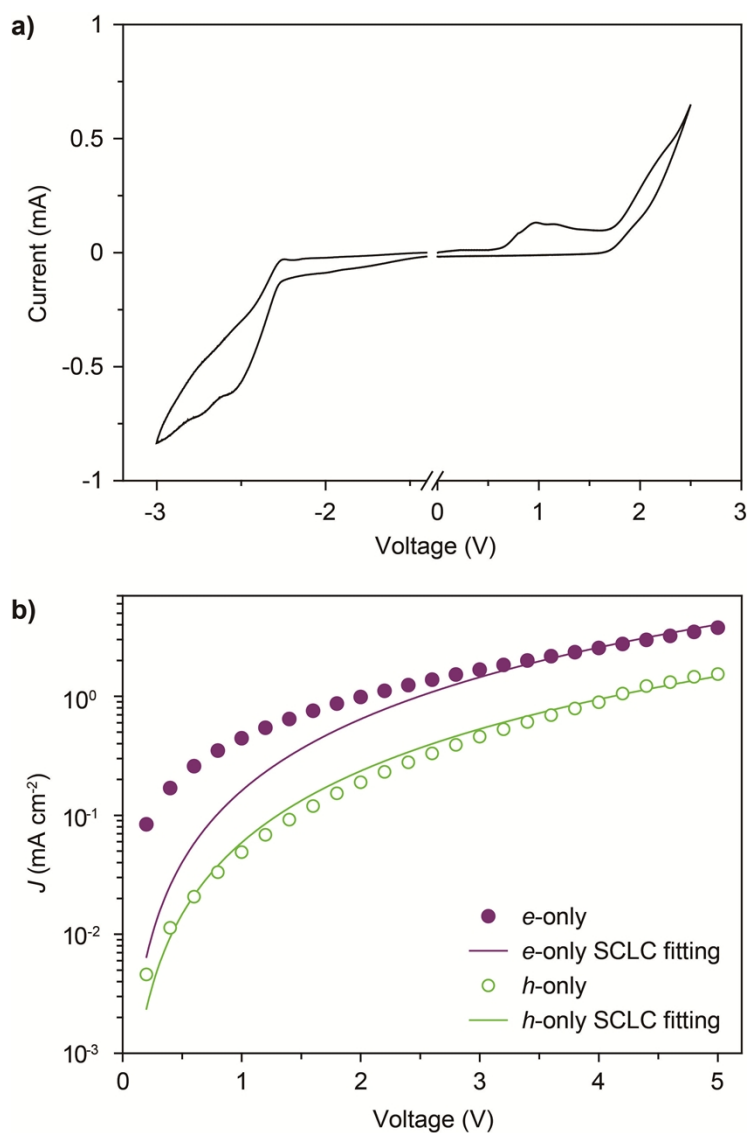 a)
1
0.5
0
-0.5
-1
Current (mA)
-3 -2 0 1 2 3
Voltage (V)
b)
10⁰
10⁻¹
10⁻²
10⁻³
J (mA cm⁻²)
e-only
e-only SCLC fitting
h-only
h-only SCLC fitting
0 1 2 3 4 5
Voltage (V)